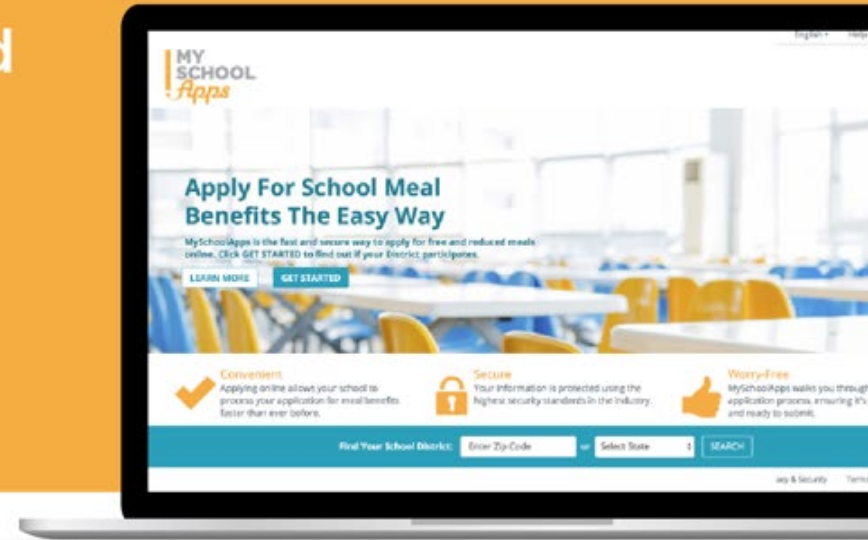 d
English
Help
MY
SCHOOL
Apps
Apply For School Meal
Benefits The Easy Way
MySchoolApps is the fast and secure way to apply for free and reduced meals
online. Click GET STARTED to find out if your District participates.
LEARN MORE
GET STARTED
Convenient
Applying online allows your school to
process your application for meal benefits
faster than ever before.
Secure
Your information is protected using the
highest security standards in the industry.
Worry-Free
MySchoolApps walks you through
application process, ensuring it's
and ready to submit.
Find Your School District:
Enter Zip-Code
or
Select State
SEARCH
acy & Security
Terms